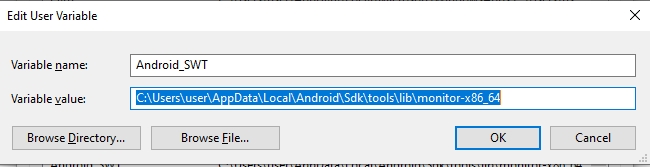 Edit User Variable
Variable name: Android_SWT
Variable value: C:\Users\user\AppData\Local\Android\Sdk\tools\lib\monitor-x86_64
Browse Directory... Browse File... OK Cancel